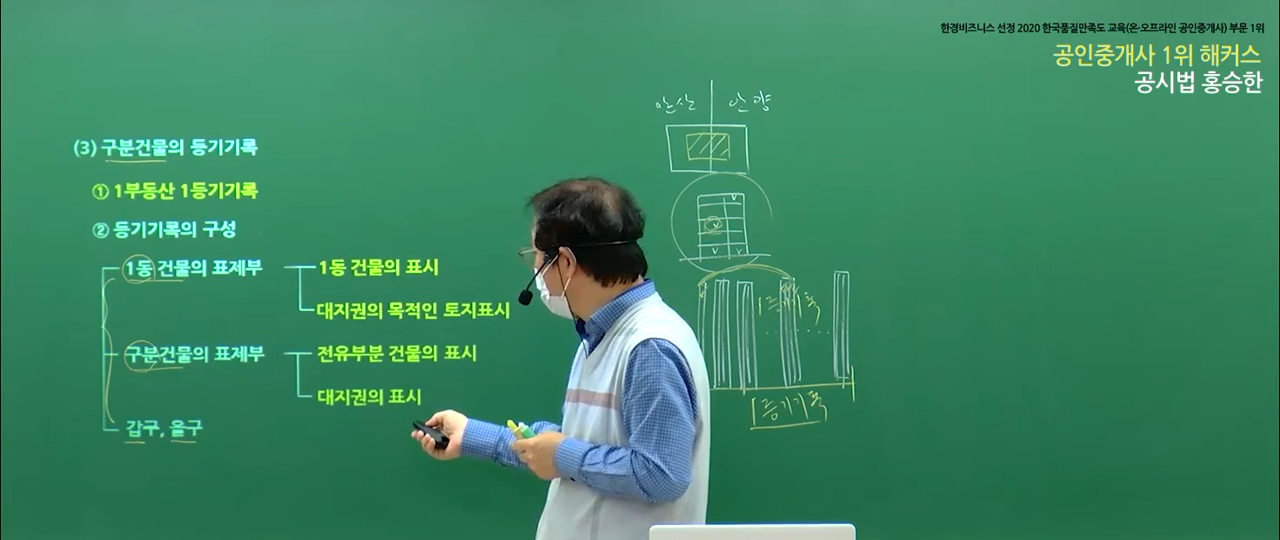 한경비즈니스 선정 2020 한국품질만족도 교육(온·오프라인 공인중개사) 부문 1위
공인중개사 1위 해커스
공시법 홍승한
(3) 구분건물의 등기기록
① 1부동산 1등기기록
② 등기기록의 구성
1동 건물의 표제부
1동 건물의 표시
대지권의 목적인 토지표시
구분건물의 표제부
전유부분 건물의 표시
대지권의 표시
갑구, 을구
안산 안양
1등기기록